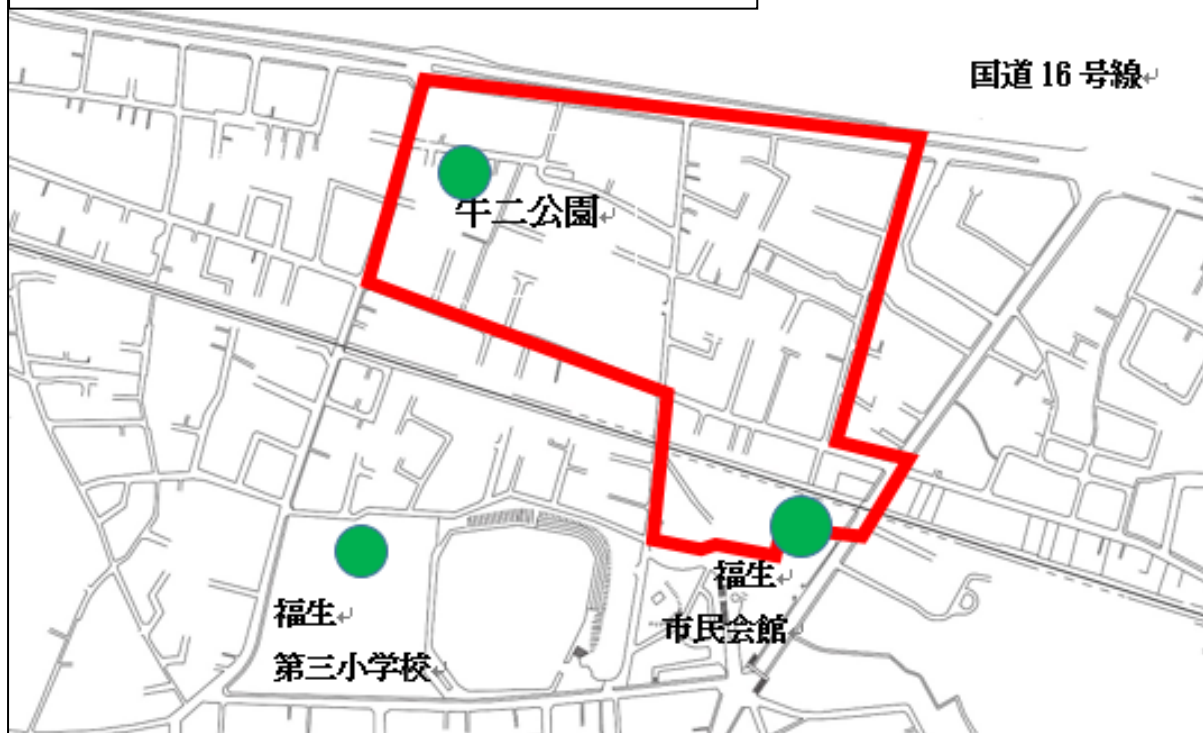 国道 16 号線
牛二公園
福生
市民会館
福生
第三小学校